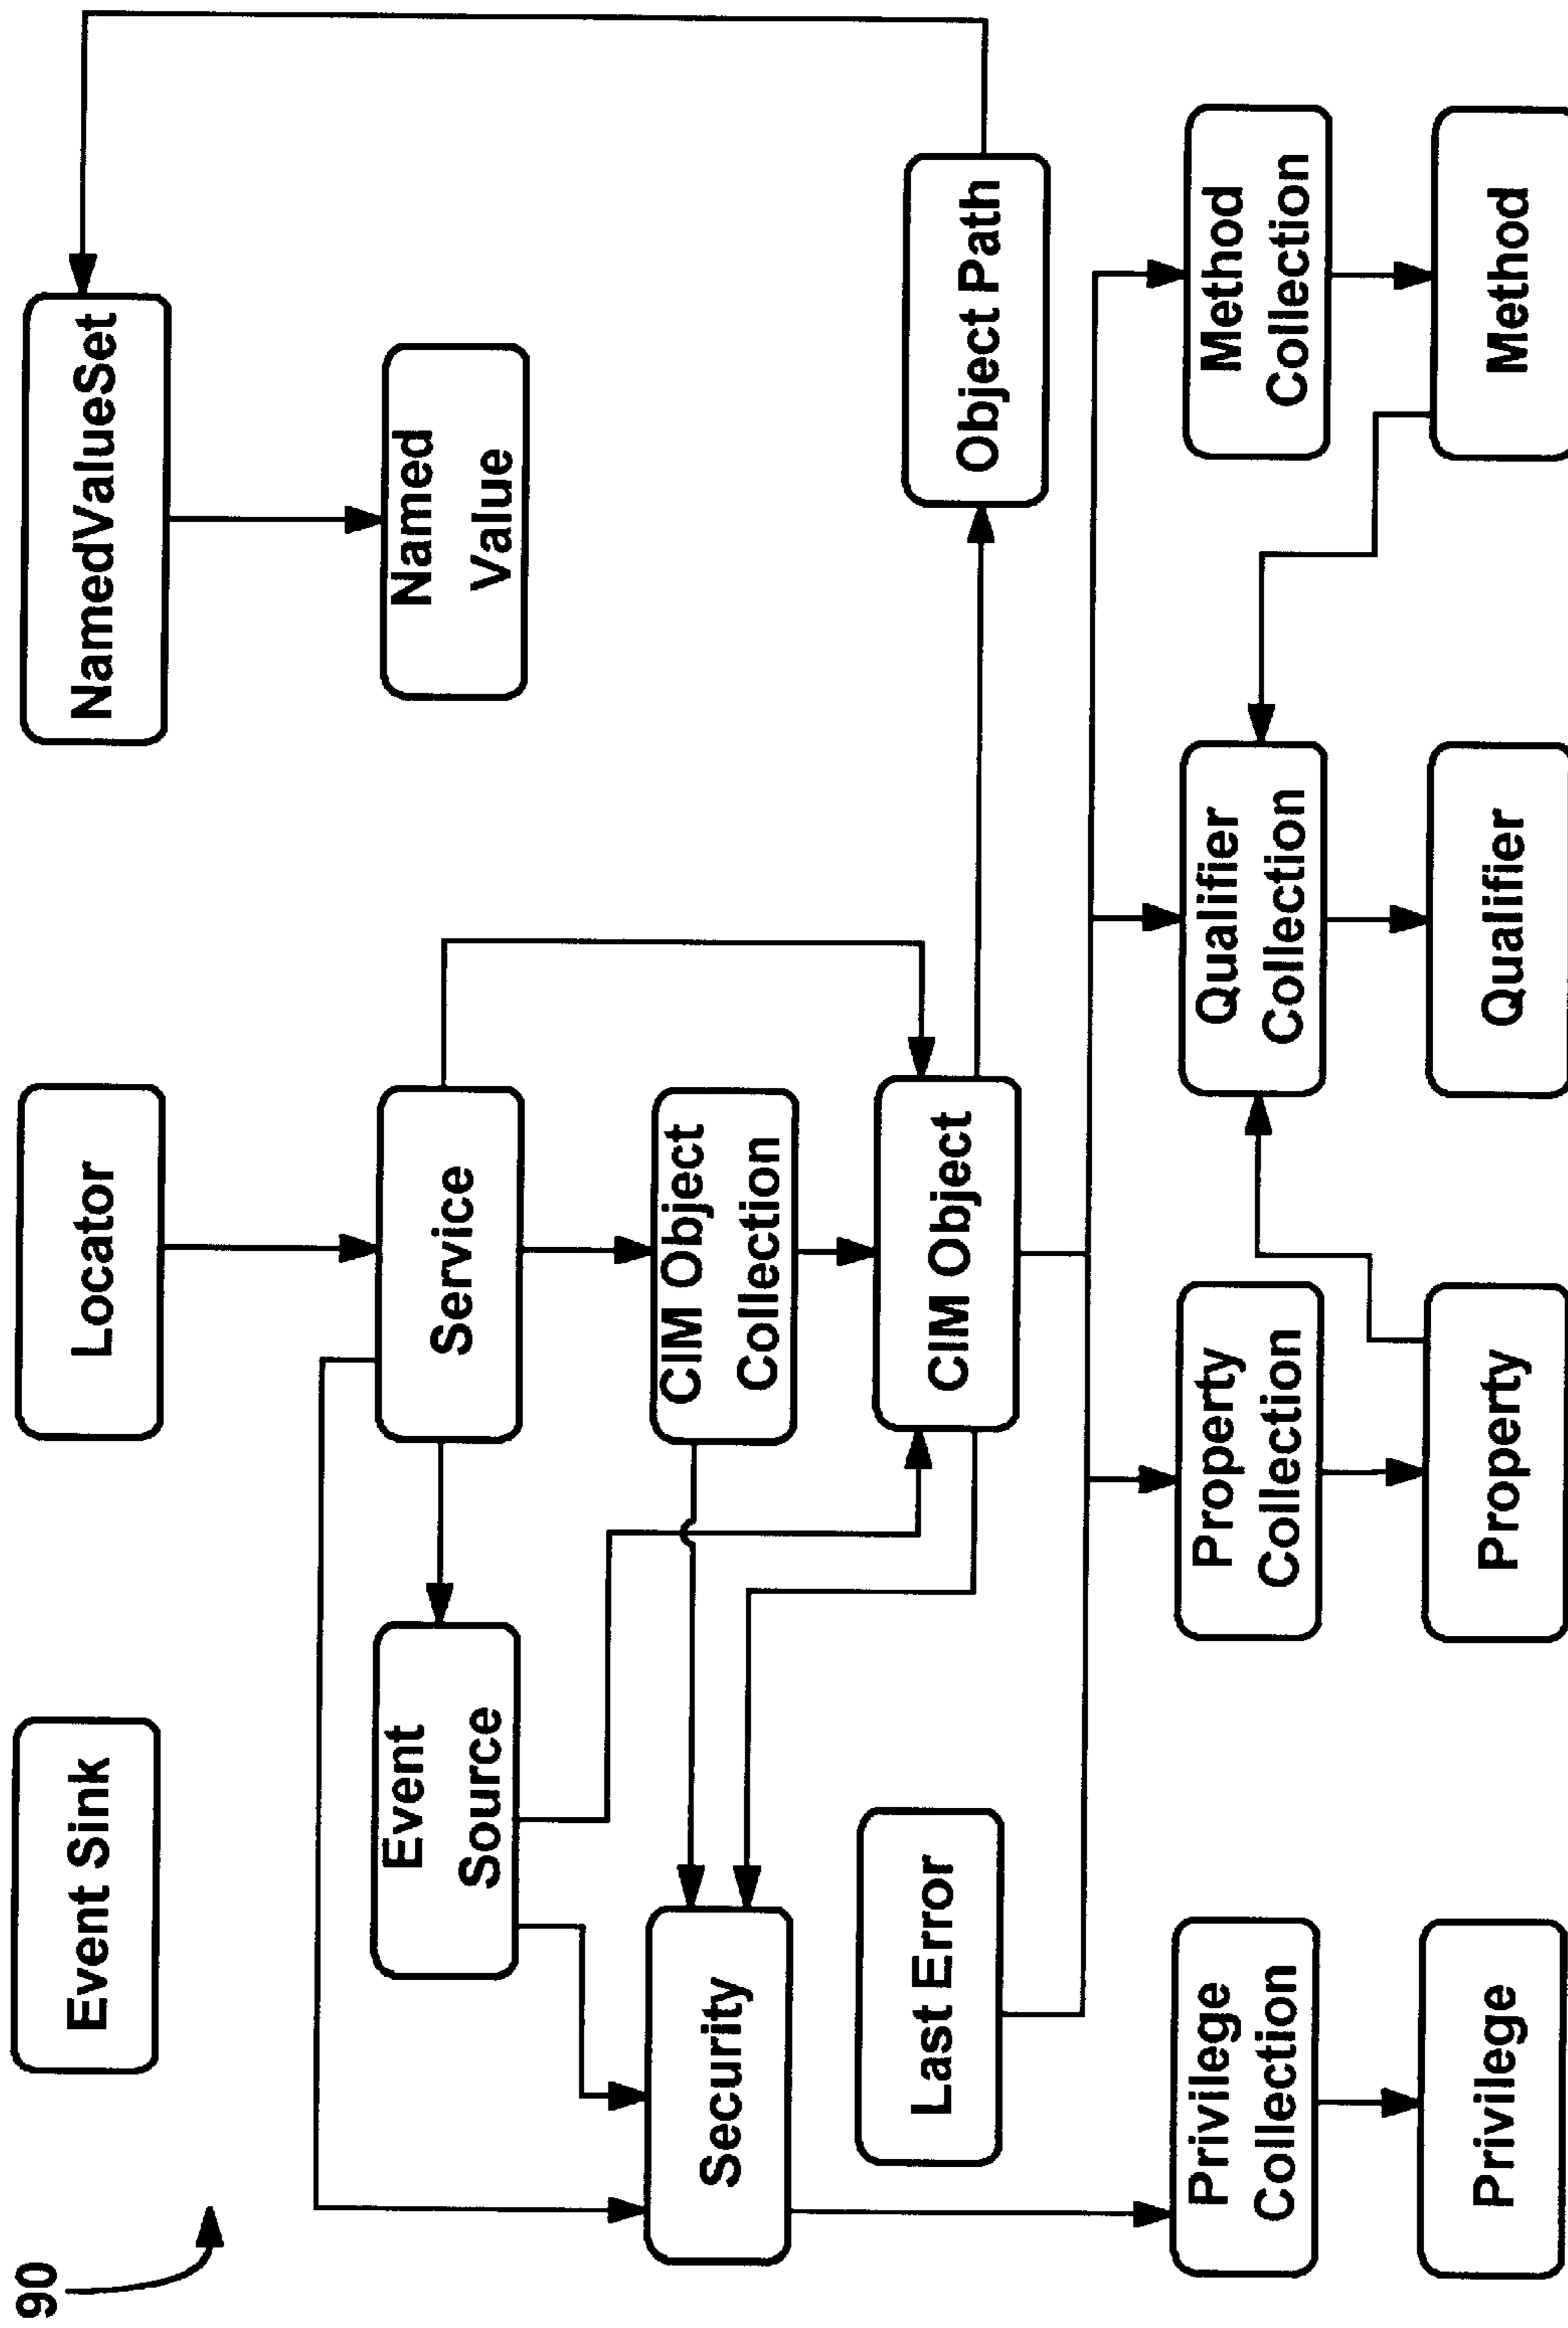 90
Event Sink
Locator
NamedValueSet
Event
Source
Service
Named
Value
Security
CIM Object
Collection
Last Error
CIM Object
Object Path
Privilege
Collection
Property
Collection
Qualifier
Collection
Method
Collection
Privilege
Property
Qualifier
Method